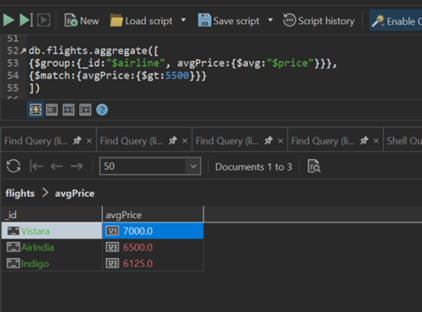 New Load script Save script Script history Enable
51
52 db.flights.aggregate([
53 {$group:{_id:"$airline", avgPrice:{$avg:"$price"}}},
54 {$match:{avgPrice:{$gt:5500}}}
55 ])
Find Query (li... Find Query (li... Find Query (li... Find Query (li... Shell Ou
50 Documents 1 to 3
flights > avgPrice
_id avgPrice
Vistara 7000.0
AirIndia 6500.0
Indigo 6125.0